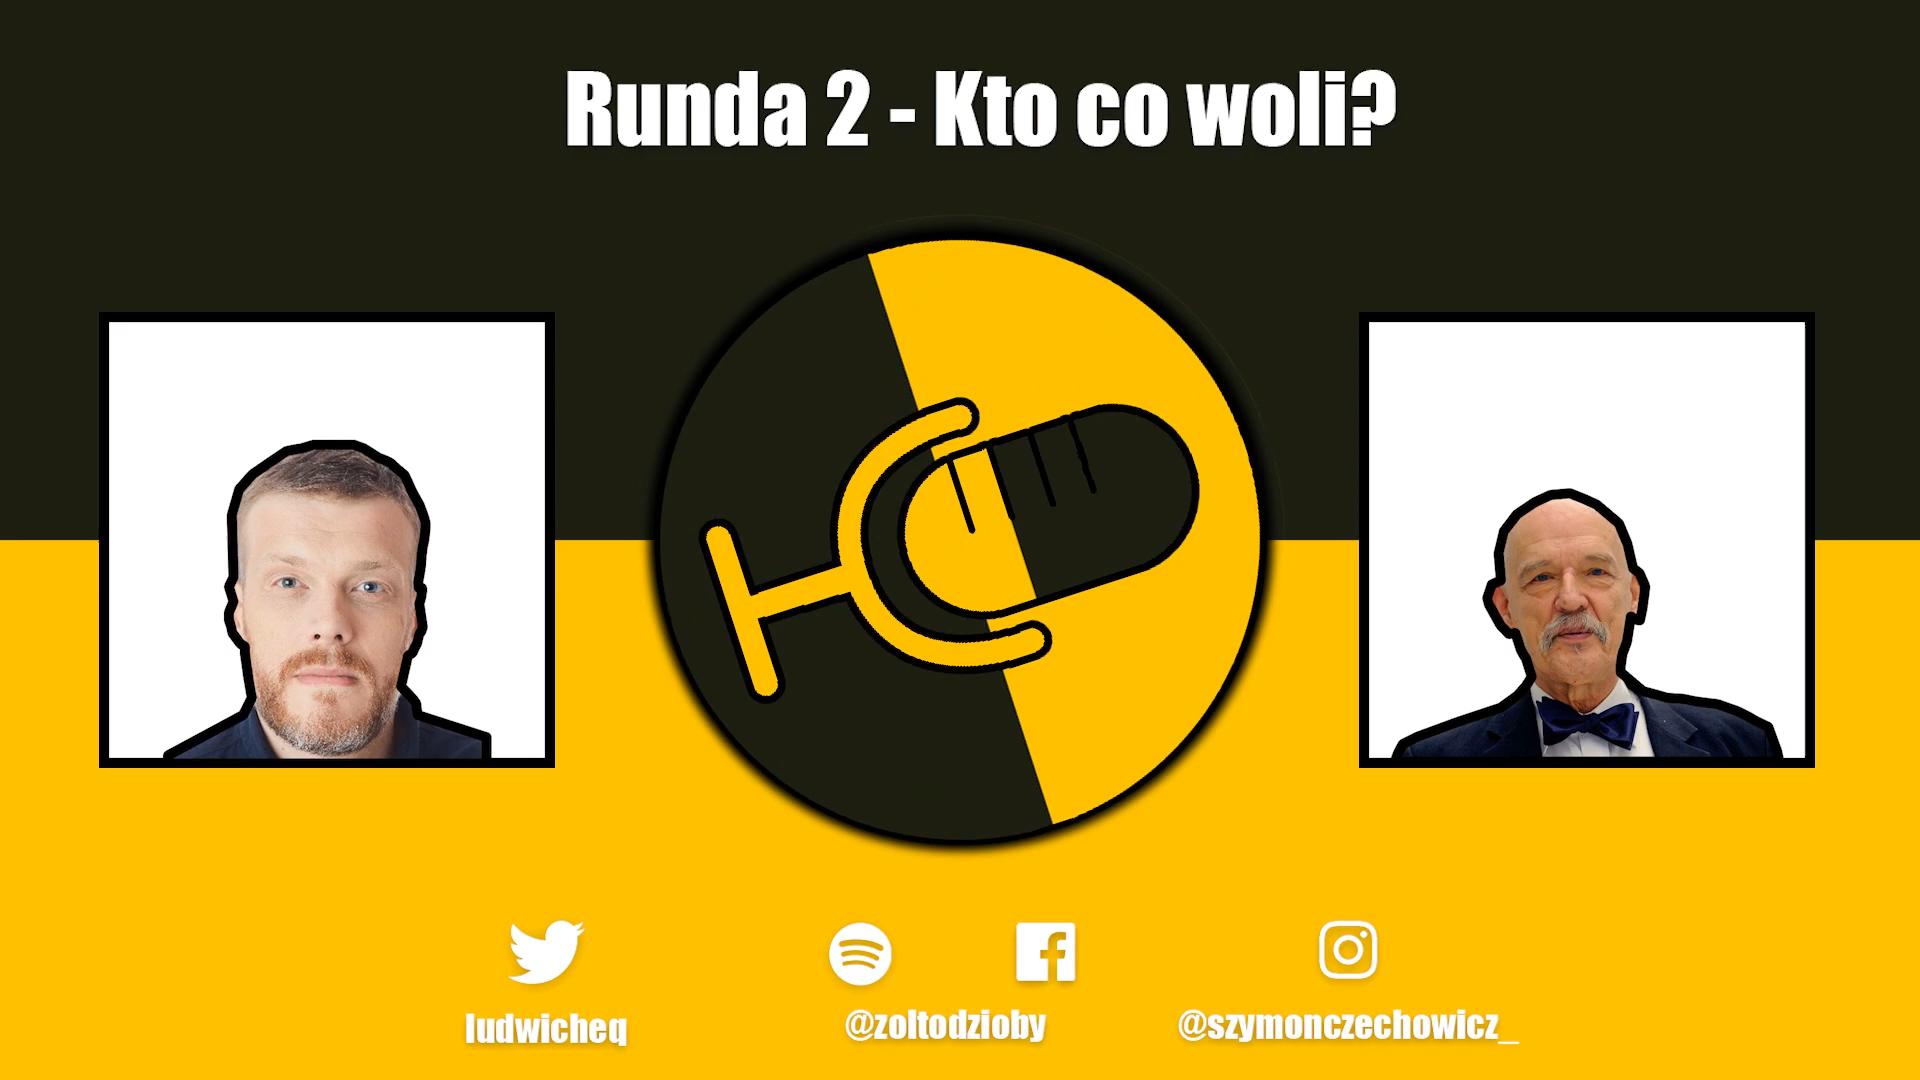 Runda 2 - Kto co woli?
ludwicheq
@zoltodzioby
@szymonczechowicz_